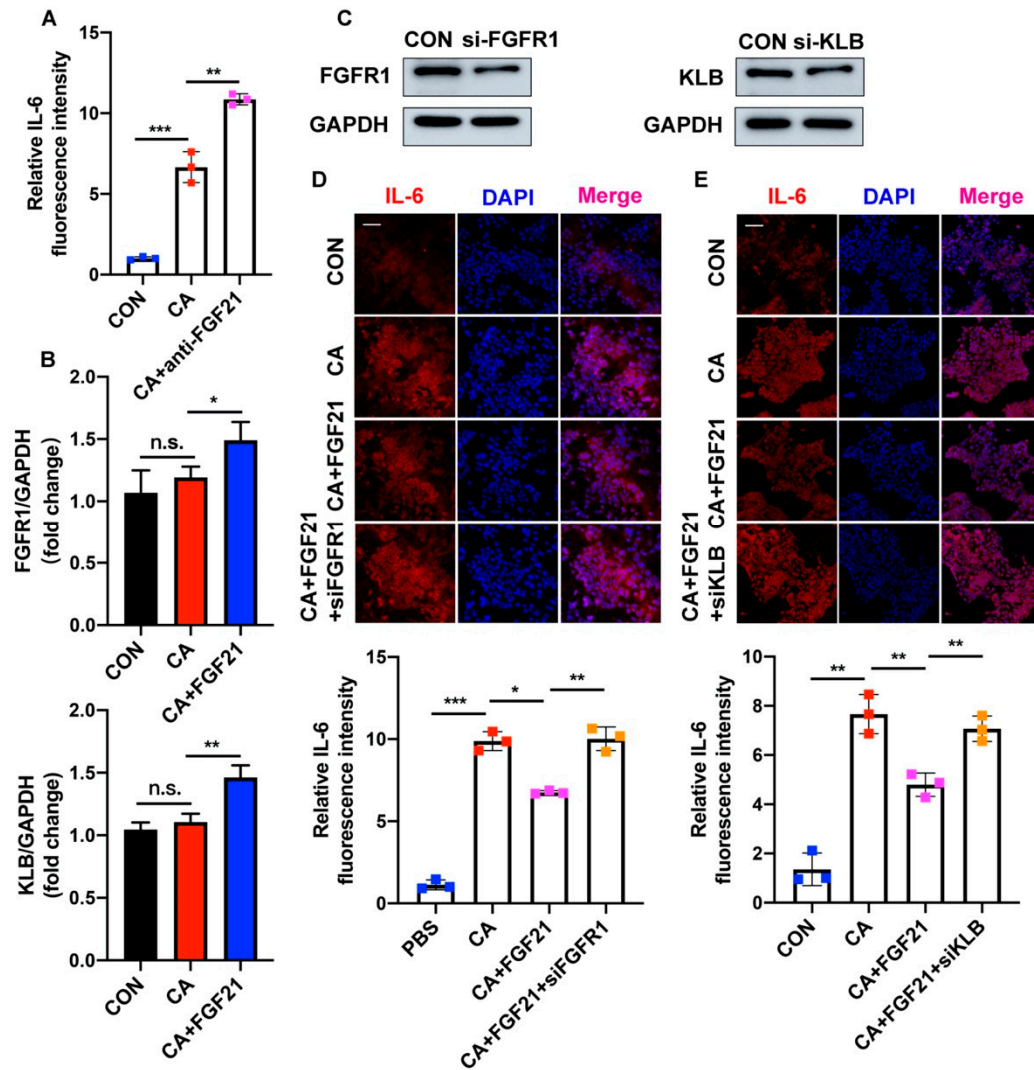 A
Relative IL-6
fluorescence intensity
15
10
5
0
***
**
CON
CA
CA+anti-FGF21
B
FGFR1/GAPDH
(fold change)
2.0
1.5
1.0
0.5
0.0
n.s.
*
CON
CA
CA+FGF21
KLB/GAPDH
(fold change)
2.0
1.5
1.0
0.5
0.0
n.s.
**
CON
CA
CA+FGF21
C
CON si-FGFR1
FGFR1
GAPDH
CON si-KLB
KLB
GAPDH
D
IL-6 DAPI Merge
CON
CA
CA+FGF21
CA+FGF21
+siFGFR1
Relative IL-6
fluorescence intensity
15
10
5
0
***
*
**
PBS
CA
CA+FGF21
CA+FGF21+siFGFR1
E
IL-6 DAPI Merge
CON
CA
CA+FGF21
CA+FGF21
+siKLB
Relative IL-6
fluorescence intensity
10
8
6
4
2
0
**
**
**
CON
CA
CA+FGF21
CA+FGF21+siKLB